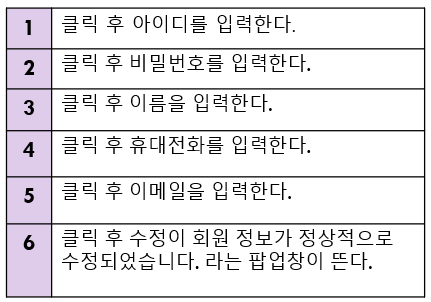 1 클릭 후 아이디를 입력한다.
2 클릭 후 비밀번호를 입력한다.
3 클릭 후 이름을 입력한다.
4 클릭 후 휴대전화를 입력한다.
5 클릭 후 이메일을 입력한다.
6 클릭 후 수정이 회원 정보가 정상적으로
수정되었습니다. 라는 팝업창이 뜬다.